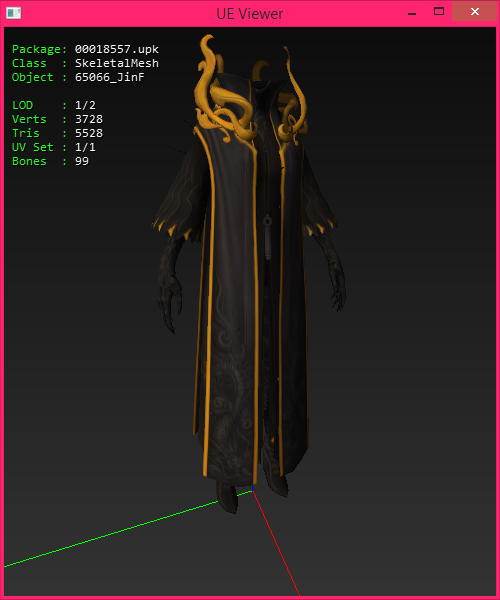 UE Viewer
Package: 00018557.upk
Class  : SkeletalMesh
Object : 65066_JinF
LOD    : 1/2
Verts  : 3728
Tris   : 5528
UV Set : 1/1
Bones  : 99